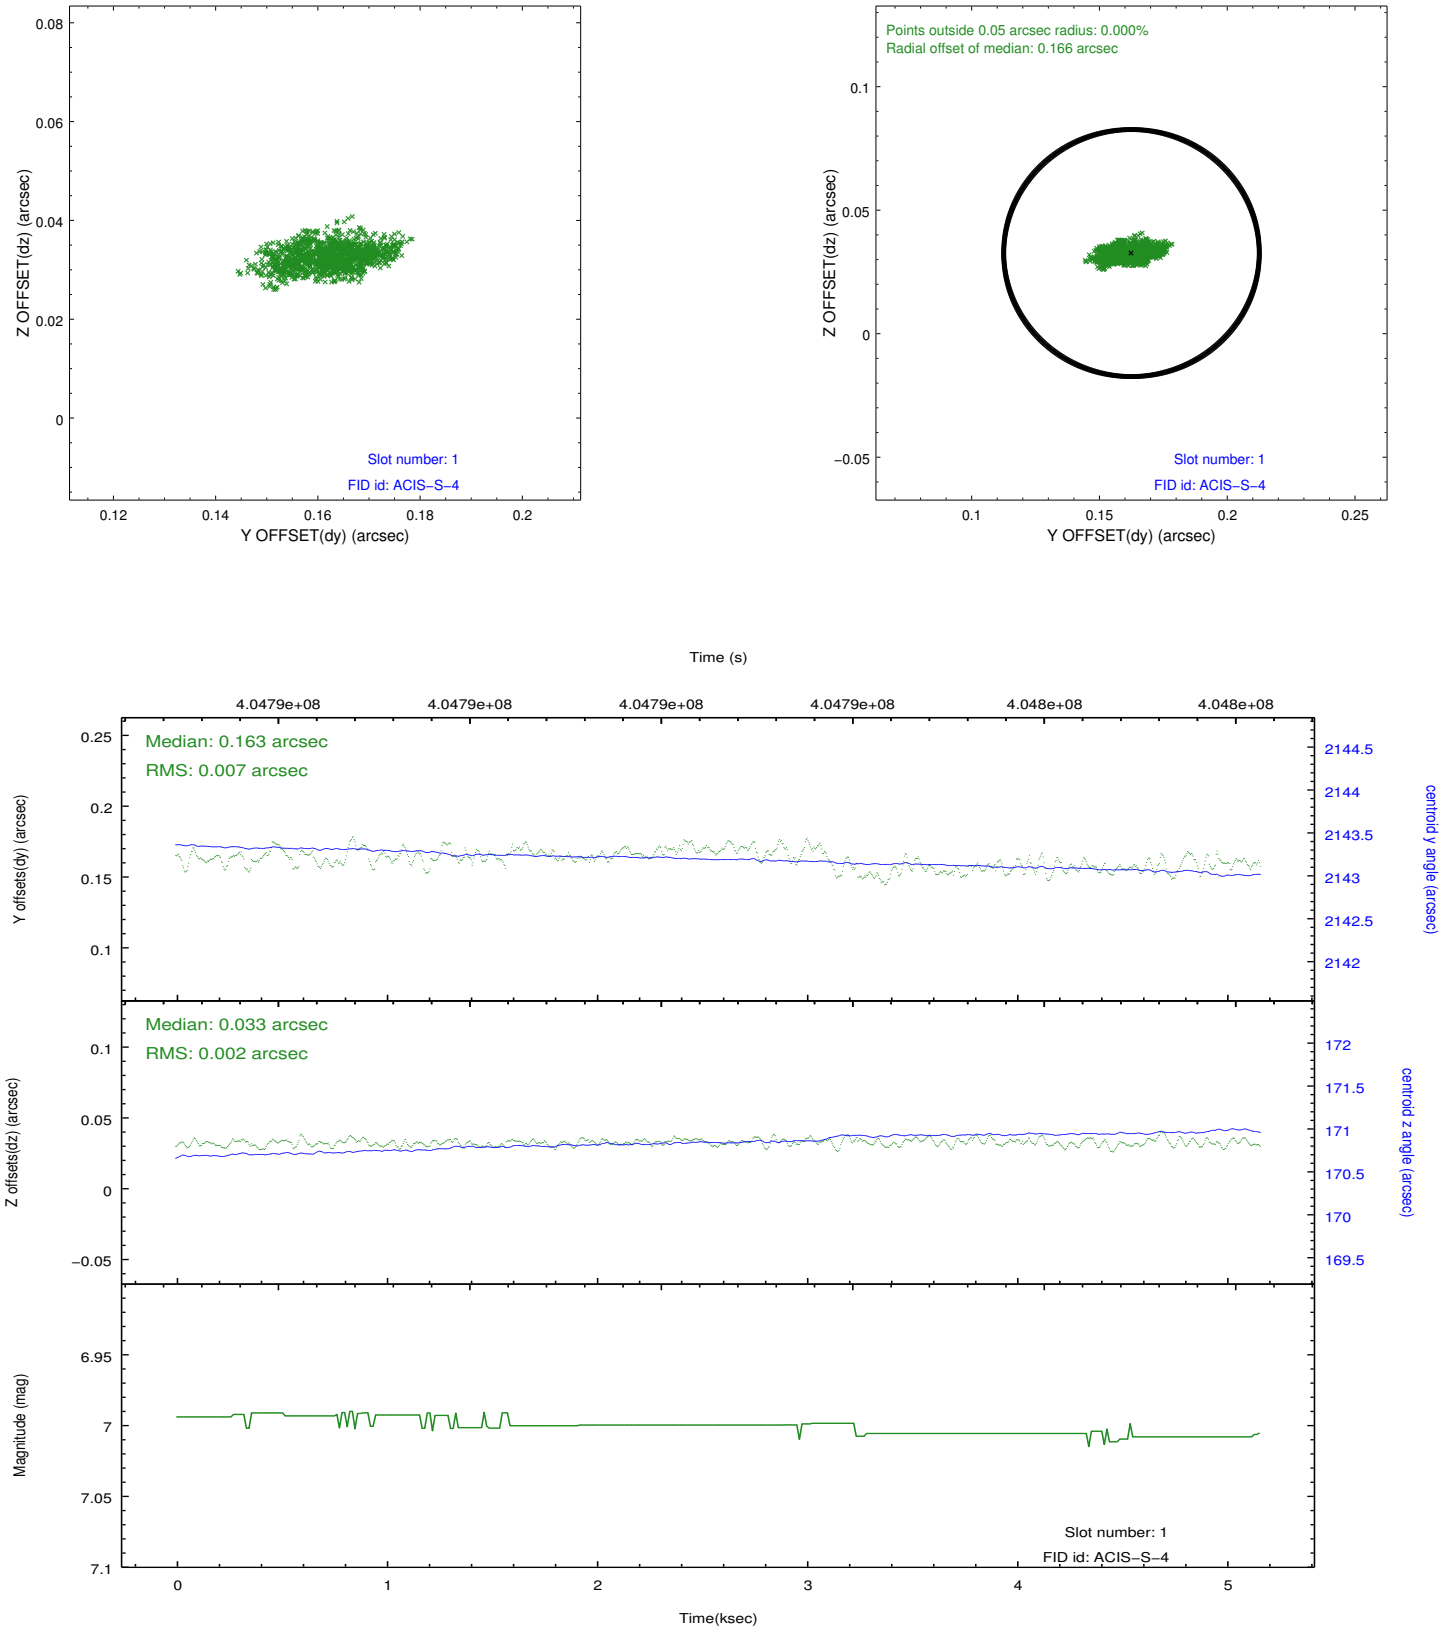 0.08
0.06
0.04
0.02
0
Z OFFSET(dz) (arcsec)
Slot number: 1
FID id: ACIS−S−4
0.12 0.14 0.16 0.18 0.2
Y OFFSET(dy) (arcsec)
Points outside 0.05 arcsec radius: 0.000%
Radial offset of median: 0.166 arcsec
0.1
0.05
0
−0.05
Z OFFSET(dz) (arcsec)
Slot number: 1
FID id: ACIS−S−4
0.1 0.15 0.2 0.25
Y OFFSET(dy) (arcsec)
Time (s)
4.0479e+08 4.0479e+08 4.0479e+08 4.0479e+08 4.048e+08 4.048e+08
Median: 0.163 arcsec
RMS: 0.007 arcsec
0.25
0.2
0.15
0.1
Y offsets(dy) (arcsec)
2144.5
2144
2143.5
2143
2142.5
2142
centroid y angle (arcsec)
Median: 0.033 arcsec
RMS: 0.002 arcsec
0.1
0.05
0
−0.05
Z offsets(dz) (arcsec)
172
171.5
171
170.5
170
169.5
centroid z angle (arcsec)
6.95
7
7.05
7.1
Magnitude (mag)
Slot number: 1
FID id: ACIS−S−4
0 1 2 3 4 5
Time(ksec)